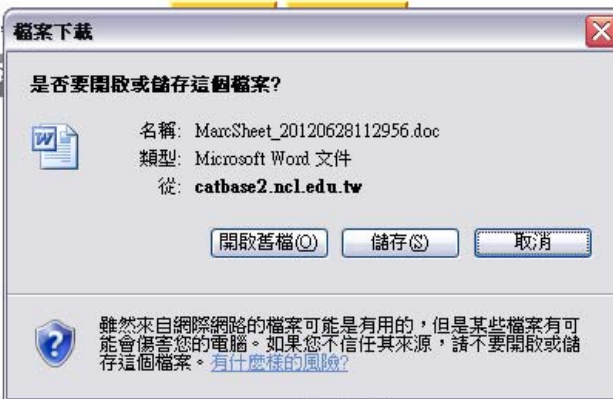 檔案下載
是否要開啟或儲存這個檔案?
名稱: MarcSheet_20120628112956.doc
類型: Microsoft Word 文件
從: catbase2.ncl.edu.tw
開啟舊檔(O) 儲存(S) 取消
雖然來自網際網路的檔案可能是有用的，但是某些檔案有可
能會傷害您的電腦。如果您不信任其來源，請不要開啟或儲
存這個檔案。有什麼樣的風險?